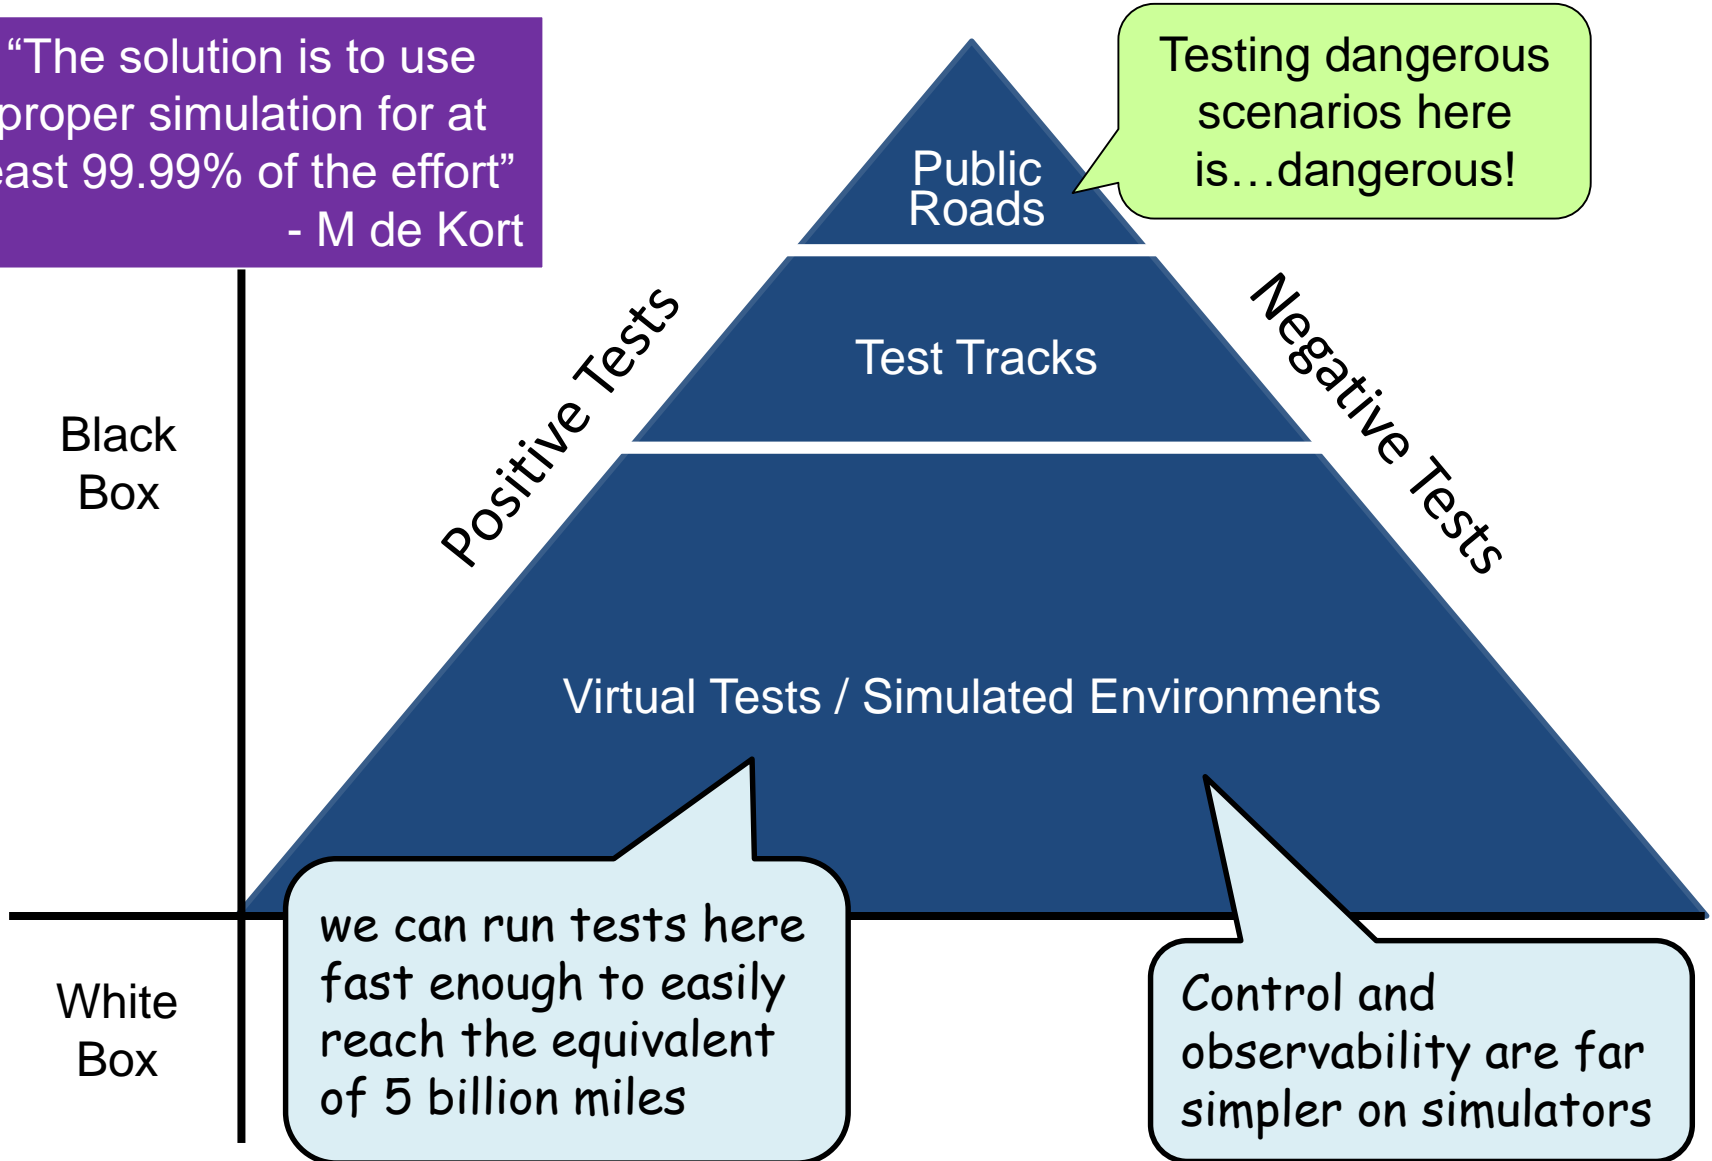 “The solution is to use
proper simulation for at
east 99.99% of the effort”
- M de Kort
Testing dangerous
scenarios here
is…dangerous!
Public
Roads
Positive Tests
Negative Tests
Test Tracks
Black
Box
Virtual Tests / Simulated Environments
we can run tests here
fast enough to easily
reach the equivalent
of 5 billion miles
Control and
observability are far
simpler on simulators
White
Box